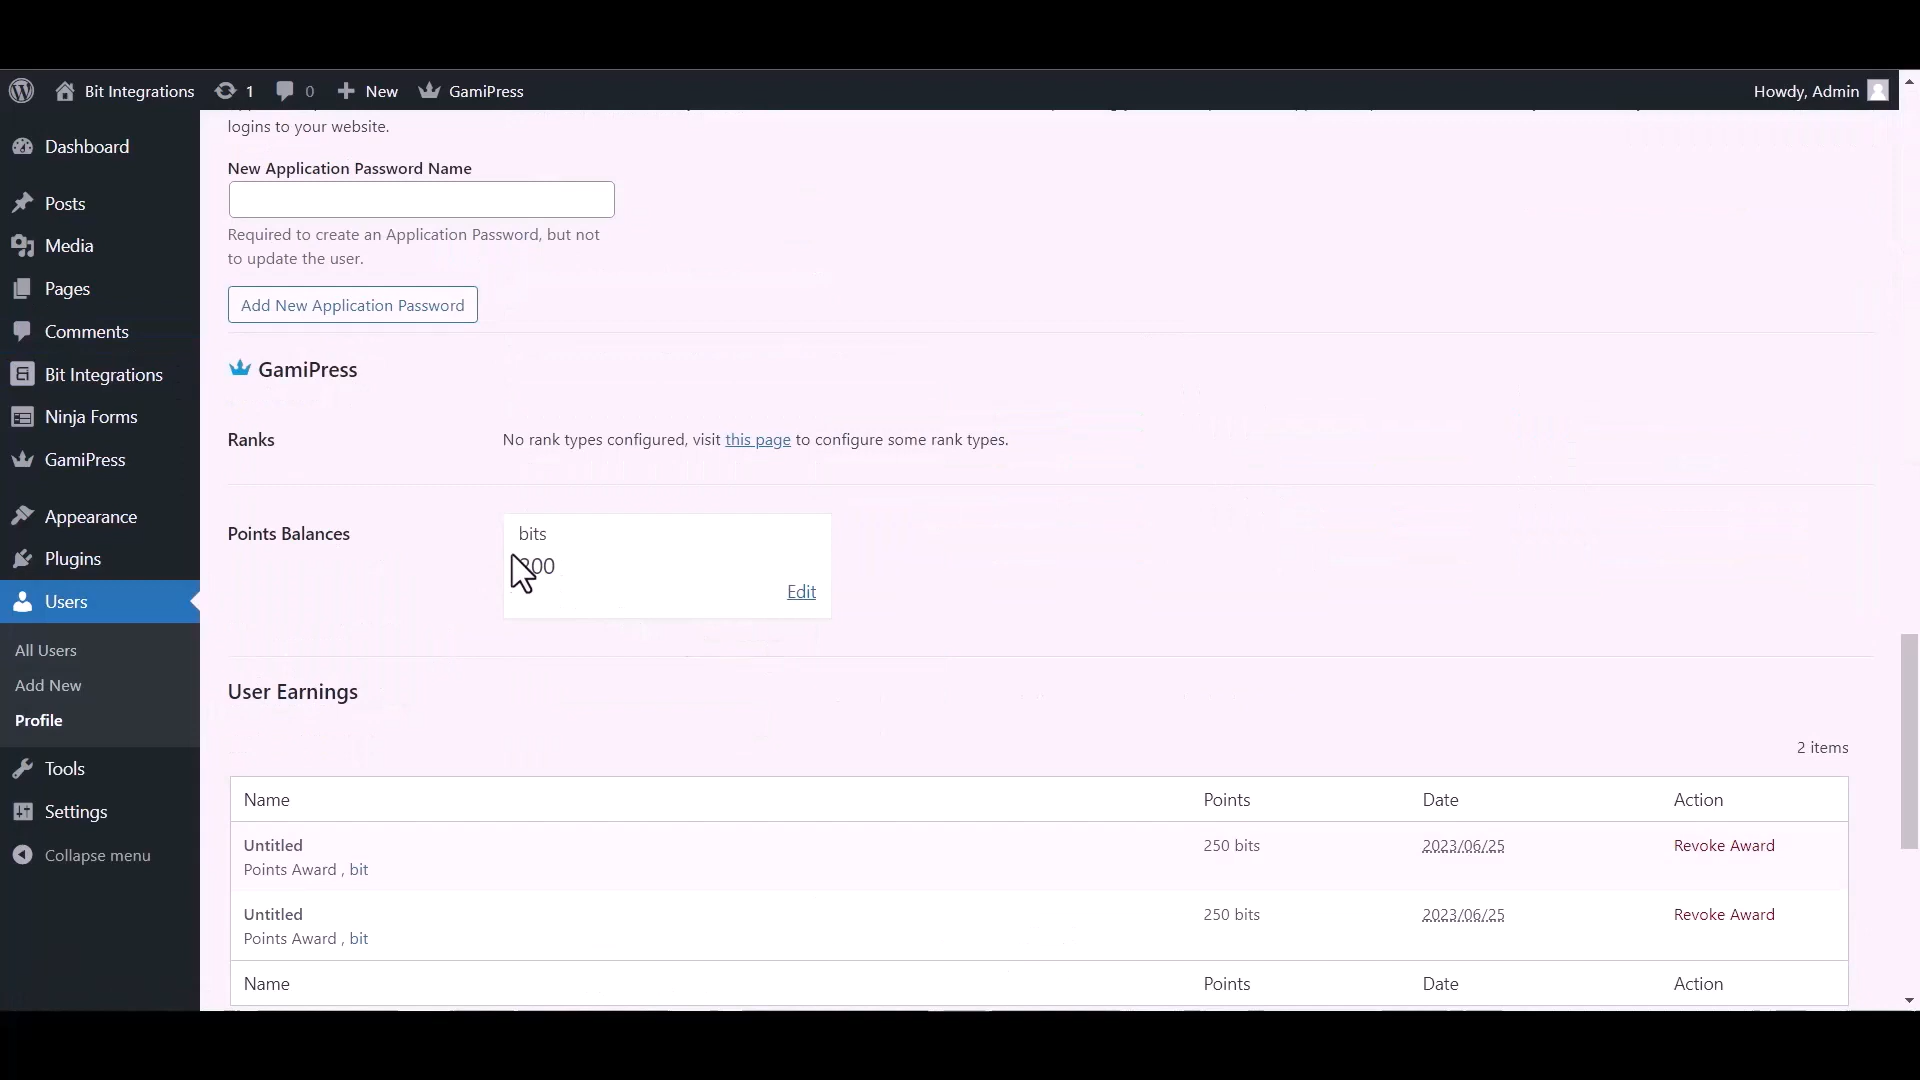 Bit Integrations 1 0 New GamiPress Howdy, Admin
logins to your website.
Dashboard
Posts
Media
Pages
Comments
Bit Integrations
Ninja Forms
GamiPress
Appearance
Plugins
Users
All Users
Add New
Profile
Tools
Settings
Collapse menu
New Application Password Name
Required to create an Application Password, but not
to update the user.
Add New Application Password
GamiPress
Ranks No rank types configured, visit this page to configure some rank types.
Points Balances
bits
Edit
User Earnings
2 items
Name Points Date Action
Untitled 250 bits 2023/06/25 Revoke Award
Points Award , bit
Untitled 250 bits 2023/06/25 Revoke Award
Points Award , bit
Name Points Date Action